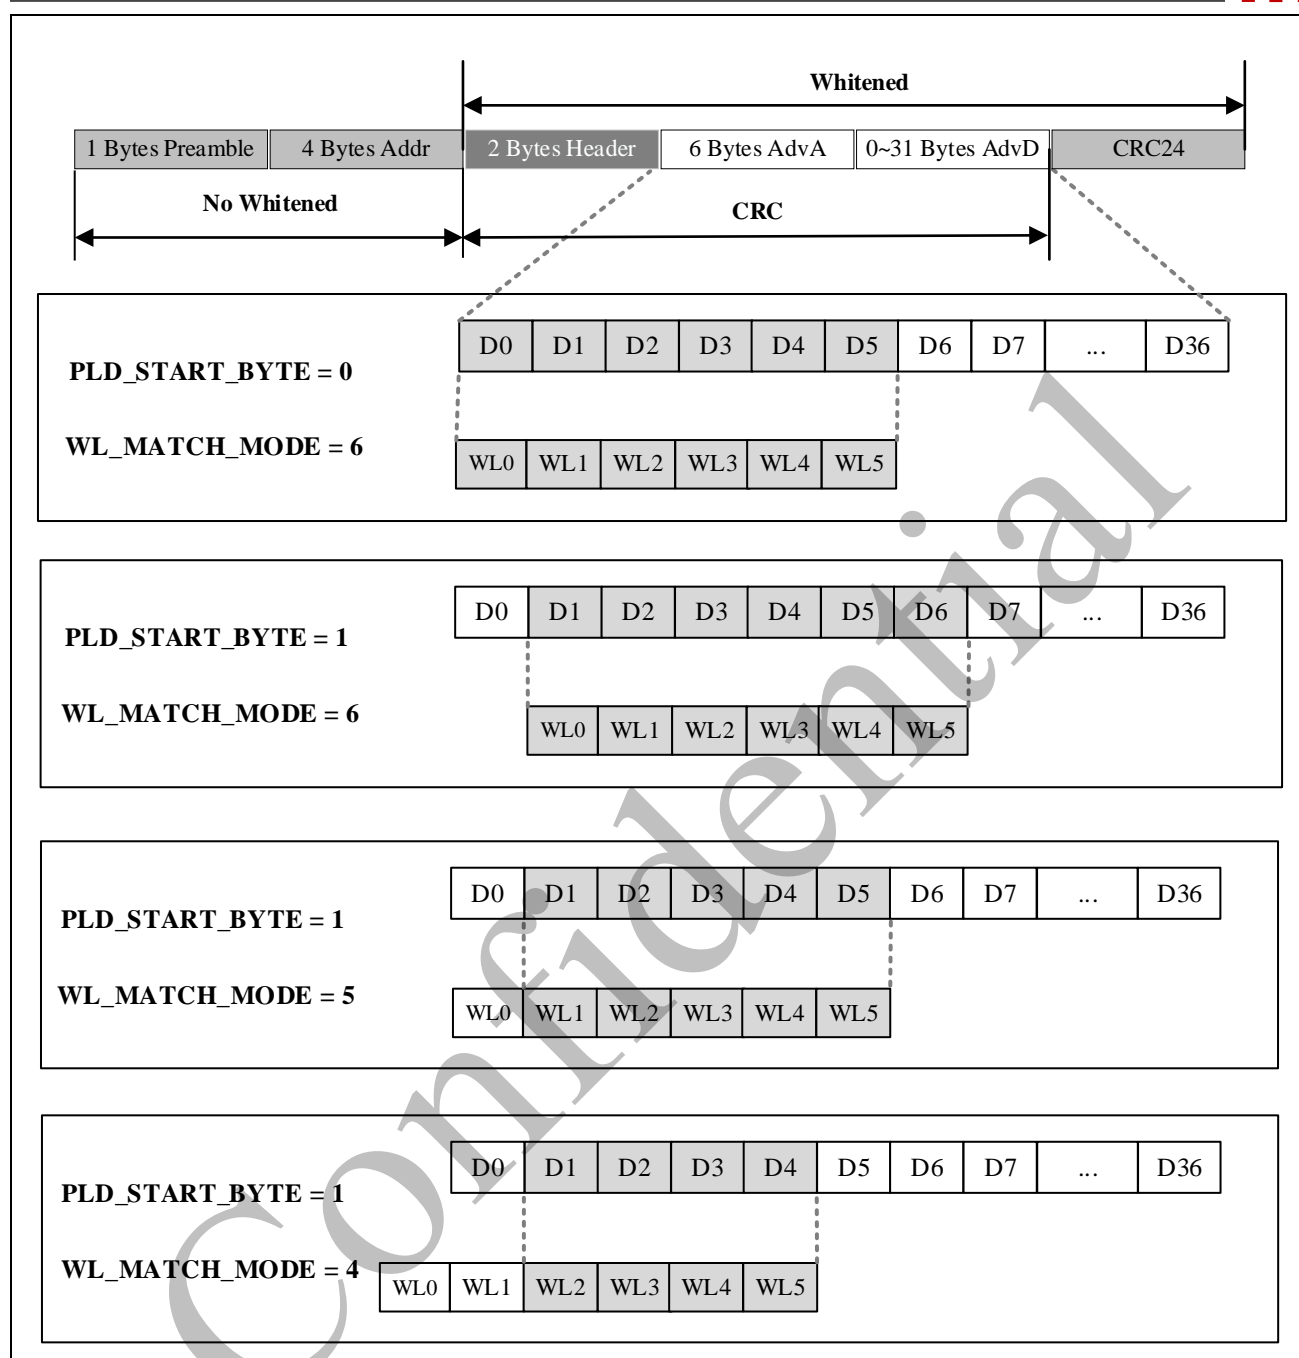 Whitened
1 Bytes Preamble 4 Bytes Addr 2 Bytes Header 6 Bytes AdvA 0~31 Bytes AdvD CRC24
No Whitened CRC
D0 D1 D2 D3 D4 D5 D6 D7 ... D36
PLD_START_BYTE = 0
WL_MATCH_MODE = 6
WL0 WL1 WL2 WL3 WL4 WL5
D0 D1 D2 D3 D4 D5 D6 D7 ... D36
PLD_START_BYTE = 1
WL_MATCH_MODE = 6
WL0 WL1 WL2 WL3 WL4 WL5
D0 D1 D2 D3 D4 D5 D6 D7 ... D36
PLD_START_BYTE = 1
WL_MATCH_MODE = 5
WL0 WL1 WL2 WL3 WL4 WL5
D0 D1 D2 D3 D4 D5 D6 D7 ... D36
PLD_START_BYTE = 1
WL_MATCH_MODE = 4
WL0 WL1 WL2 WL3 WL4 WL5
Confidential